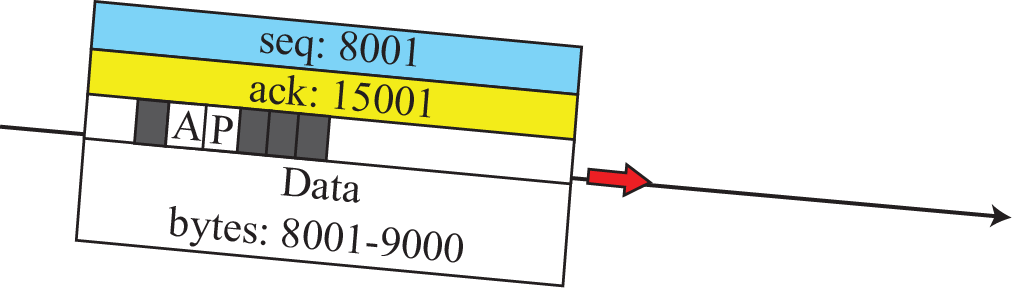 seq: 8001
ack: 15001
A P
Data
bytes: 8001-9000